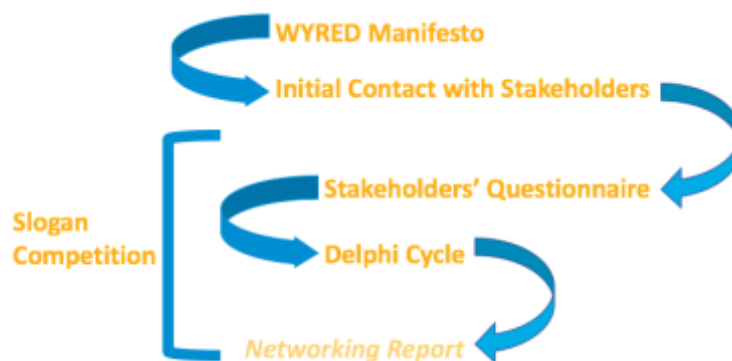 WYRED Manifesto
Initial Contact with Stakeholders
Stakeholders' Questionnaire
Slogan
Competition
Delphi Cycle
Networking Report